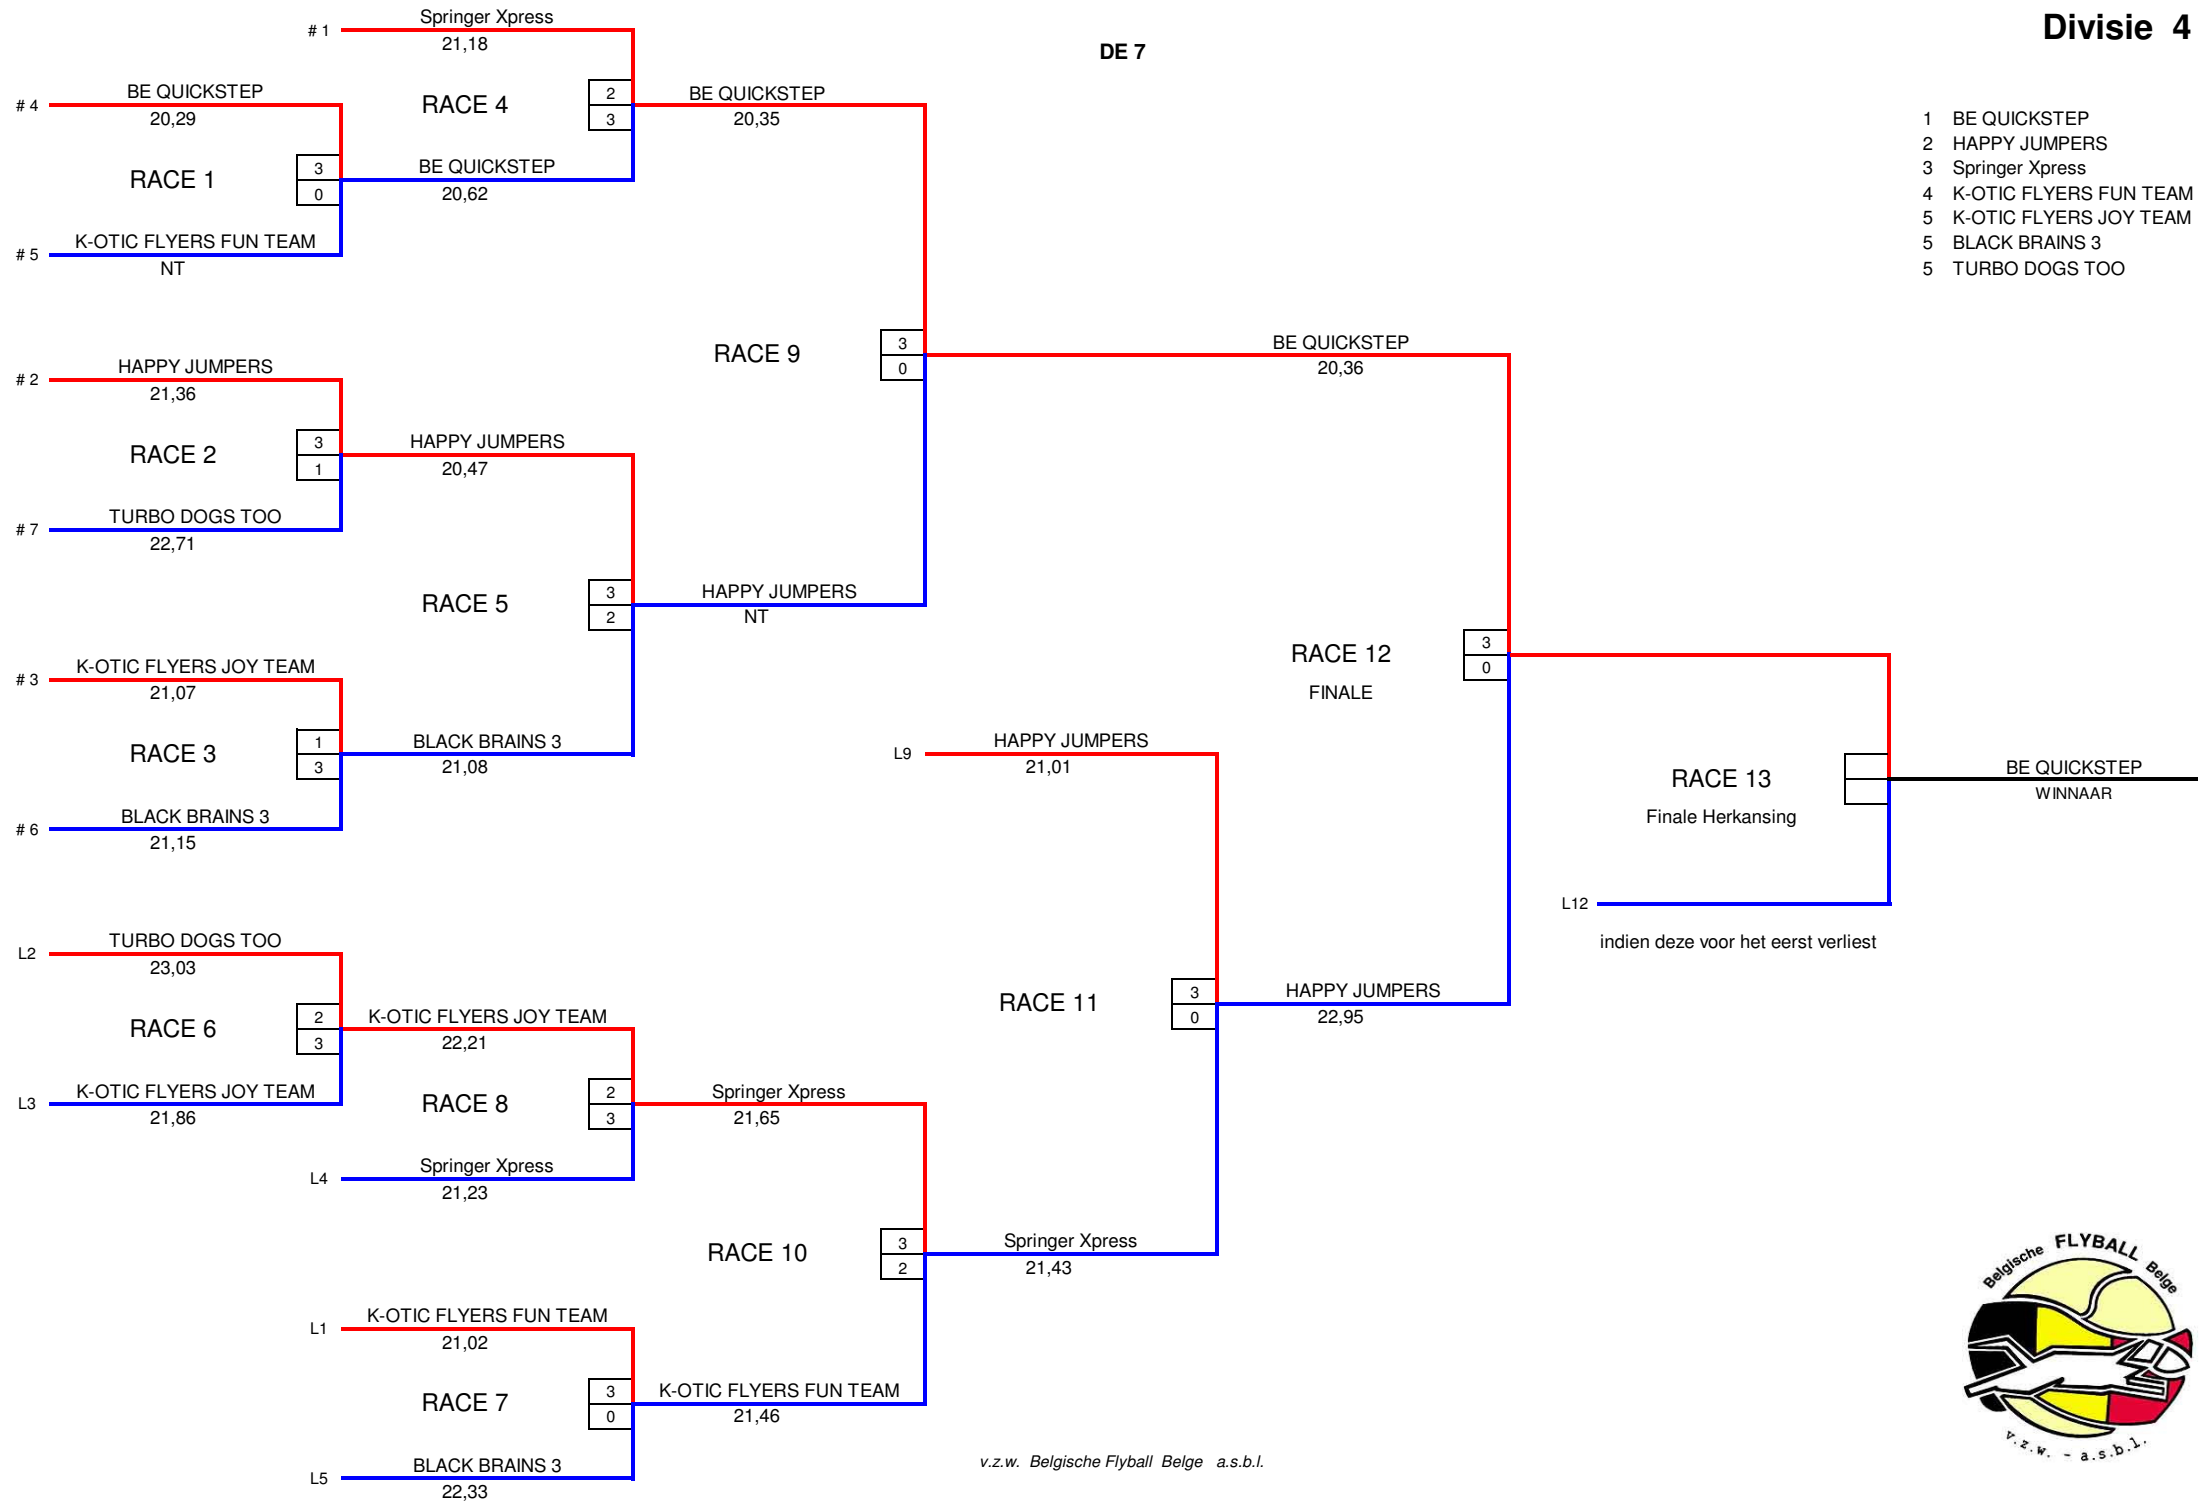 Divisie 4
DE 7
# 1
Springer Xpress
21,18
# 4
BE QUICKSTEP
20,29
RACE 1
3
0
# 5
K-OTIC FLYERS FUN TEAM
NT
RACE 4
2
3
BE QUICKSTEP
20,62
BE QUICKSTEP
20,35
1 BE QUICKSTEP
2 HAPPY JUMPERS
3 Springer Xpress
4 K-OTIC FLYERS FUN TEAM
5 K-OTIC FLYERS JOY TEAM
5 BLACK BRAINS 3
5 TURBO DOGS TOO
# 2
HAPPY JUMPERS
21,36
RACE 2
3
1
# 7
TURBO DOGS TOO
22,71
HAPPY JUMPERS
20,47
RACE 9
3
0
BE QUICKSTEP
20,36
RACE 5
3
2
HAPPY JUMPERS
NT
# 3
K-OTIC FLYERS JOY TEAM
21,07
RACE 3
1
3
# 6
BLACK BRAINS 3
21,15
BLACK BRAINS 3
21,08
RACE 12
FINALE
3
0
L9
HAPPY JUMPERS
21,01
RACE 13
Finale Herkansing
BE QUICKSTEP
WINNAAR
L12
indien deze voor het eerst verliest
L2
TURBO DOGS TOO
23,03
RACE 6
2
3
L3
K-OTIC FLYERS JOY TEAM
21,86
K-OTIC FLYERS JOY TEAM
22,21
RACE 8
2
3
L4
Springer Xpress
21,23
Springer Xpress
21,65
RACE 11
3
0
HAPPY JUMPERS
22,95
RACE 10
3
2
Springer Xpress
21,43
L1
K-OTIC FLYERS FUN TEAM
21,02
RACE 7
3
0
L5
BLACK BRAINS 3
22,33
K-OTIC FLYERS FUN TEAM
21,46
v.z.w. Belgische Flyball Belge a.s.b.l.
Belgische FLYBALL Belge
v.z.w. - a.s.b.l.